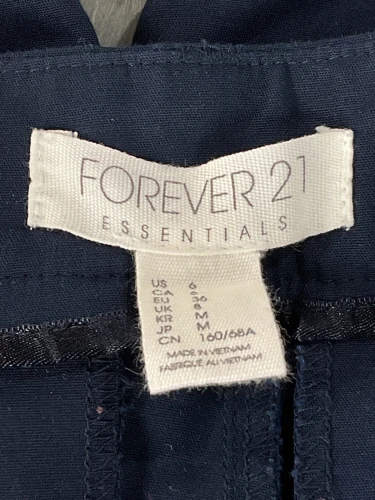 FOREVER 21
ESSENTIALS
US 6
CA 6
EU 36
UK 8
KR M
JP M
CN 160/68A
MADE IN VIETNAM
FABRIQUÉ AU VIETNAM